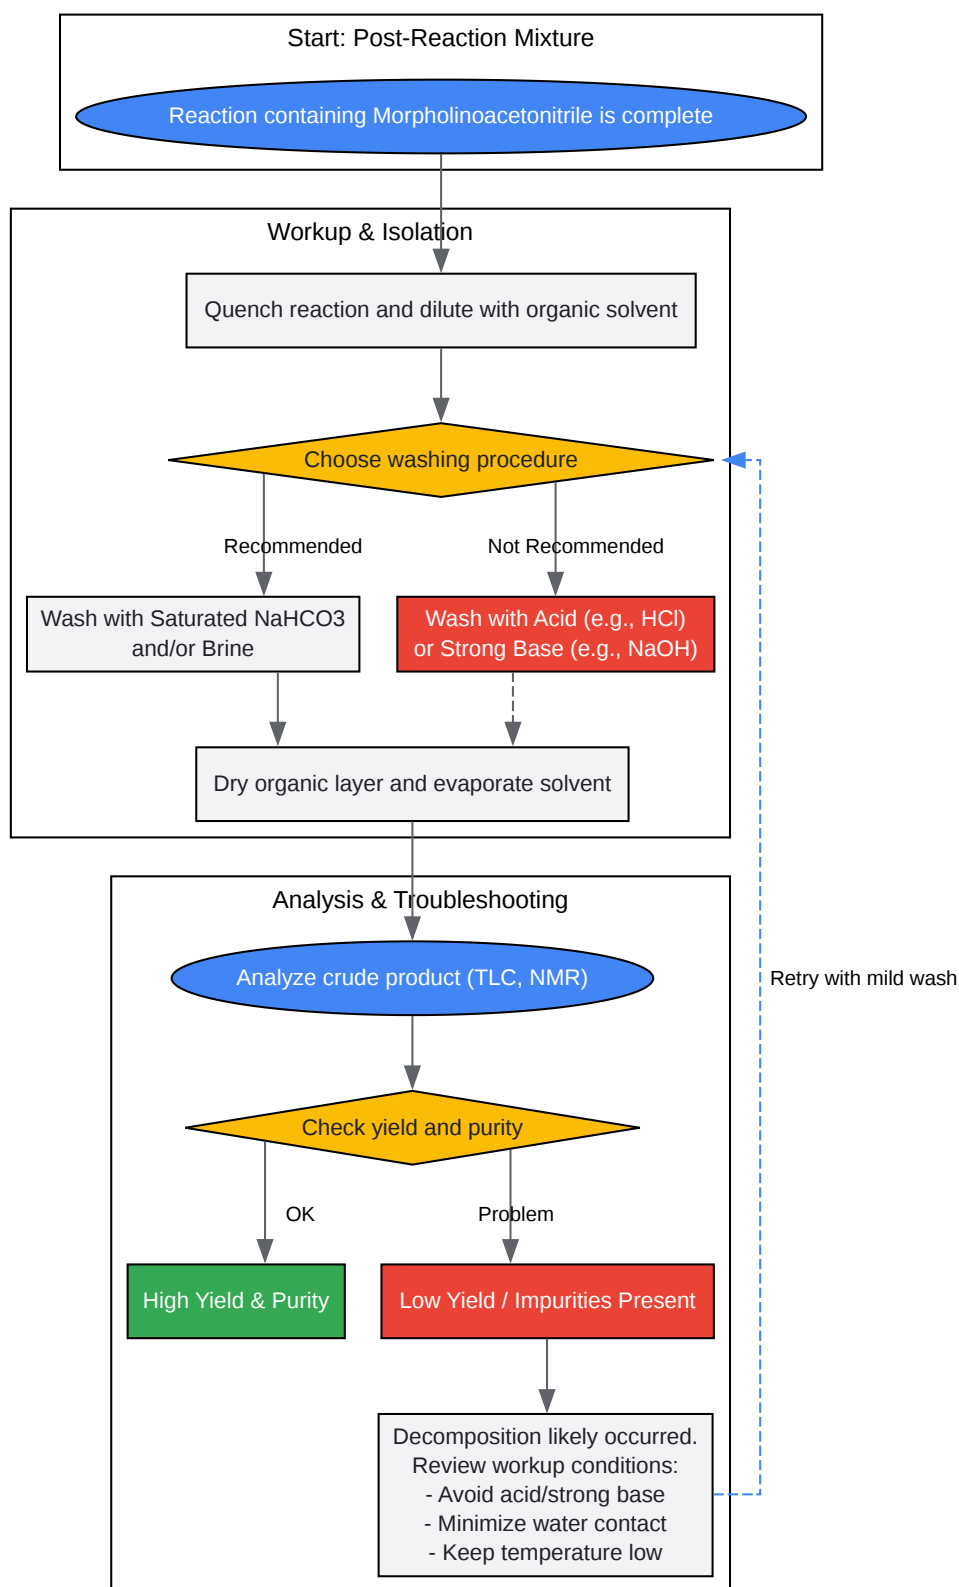 Start: Post-Reaction Mixture
Reaction containing Morpholinoacetonitrile is complete
Workup & Isolation
Quench reaction and dilute with organic solvent
Choose washing procedure
Recommended
Not Recommended
Wash with Saturated NaHCO3
and/or Brine
Wash with Acid (e.g., HCl)
or Strong Base (e.g., NaOH)
Dry organic layer and evaporate solvent
Analysis & Troubleshooting
Analyze crude product (TLC, NMR)
Retry with mild wash
Check yield and purity
OK
Problem
High Yield & Purity
Low Yield / Impurities Present
Decomposition likely occurred.
Review workup conditions:
- Avoid acid/strong base
- Minimize water contact
- Keep temperature low